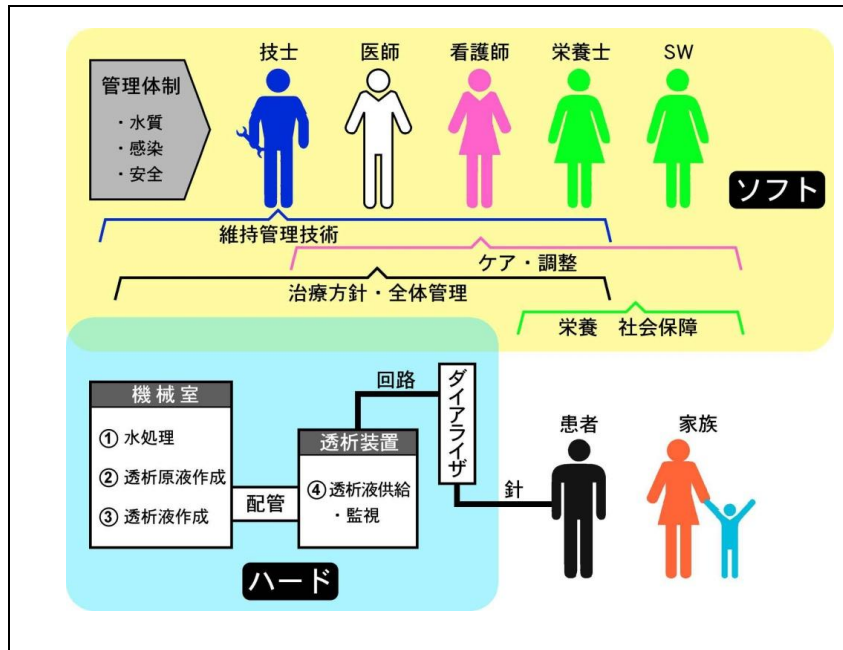 技士
医師
看護師
栄養士
SW
管理体制
・水質
・感染
・安全
ソフト
維持管理技術
ケア・調整
治療方針・全体管理
栄養 社会保障
機械室
① 水処理
② 透析原液作成
③ 透析液作成
配管
透析装置
④ 透析液供給
・監視
回路
ダイアライザ
針
患者
家族
ハード